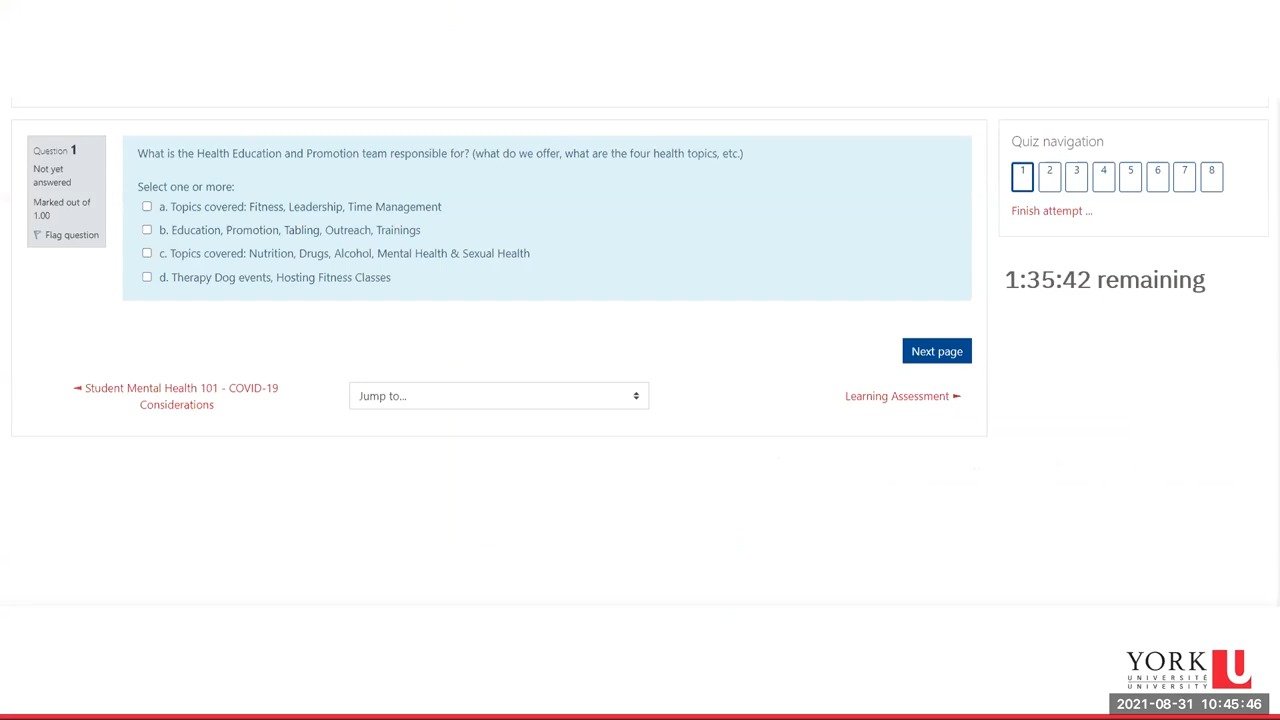 Question 1
Not yet
answered
Marked out of
1.00
Flag question
What is the Health Education and Promotion team responsible for? (what do we offer, what are the four health topics, etc.)
Select one or more:
a. Topics covered: Fitness, Leadership, Time Management
b. Education, Promotion, Tabling, Outreach, Trainings
c. Topics covered: Nutrition, Drugs, Alcohol, Mental Health & Sexual Health
d. Therapy Dog events, Hosting Fitness Classes
Next page
◄ Student Mental Health 101 - COVID-19
Considerations
Jump to...
Learning Assessment ►
Quiz navigation
1 2 3 4 5 6 7 8
Finish attempt ...
1:35:42 remaining
YORK U
UNIVERSITÉ
UNIVERSITY
2021-08-31 10:45:46